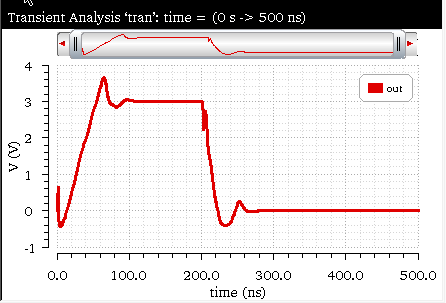 Transient Analysis ‘tran’: time = (0 s -> 500 ns)
out
4
3
2
1
0
-1
V (V)
0.0 100.0 200.0 300.0 400.0 500.0
time (ns)